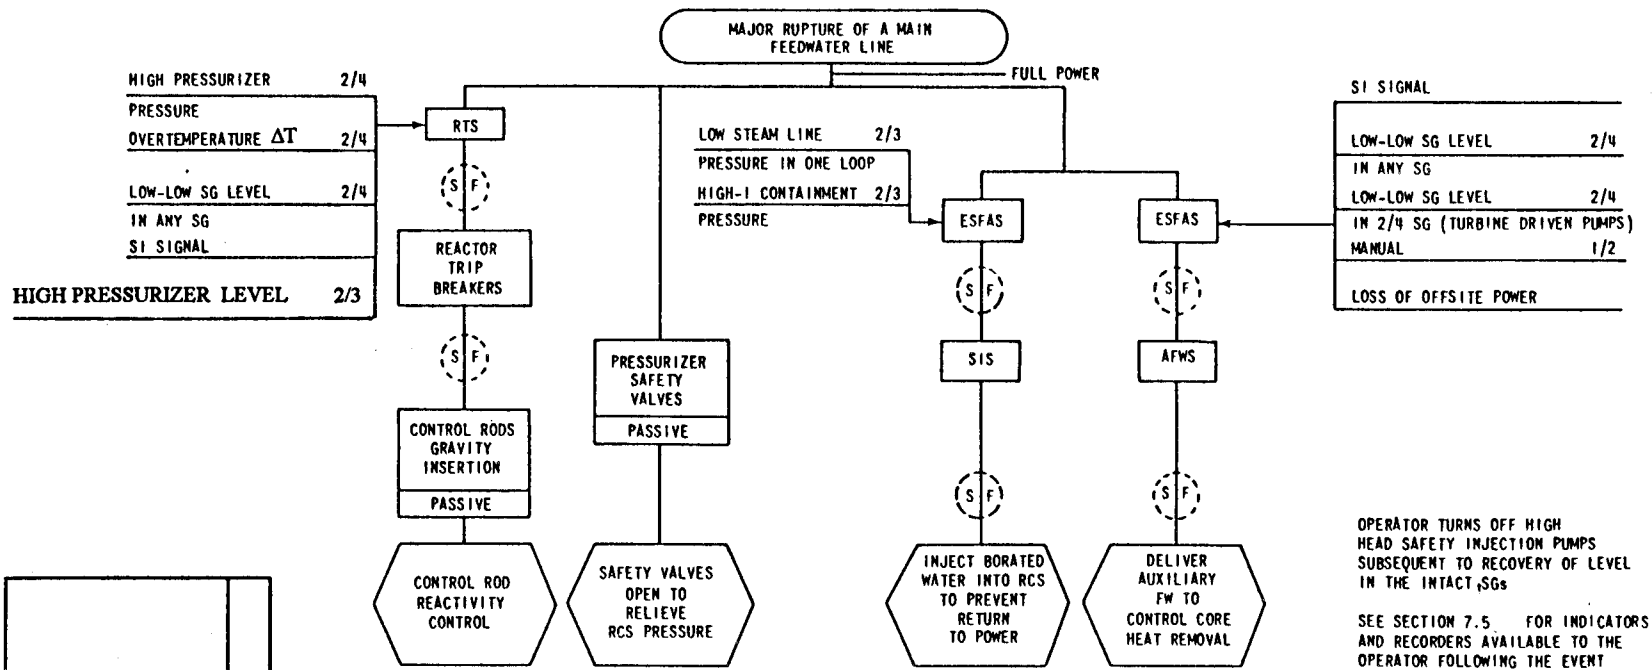 MAJOR RUPTURE OF A MAIN
FEEDWATER LINE
FULL POWER
HIGH PRESSURIZER 2/4
PRESSURE
OVERTEMPERATURE ΔT 2/4
LOW-LOW SG LEVEL 2/4
IN ANY SG
SI SIGNAL
HIGH PRESSURIZER LEVEL 2/3
RTS
S F
REACTOR
TRIP
BREAKERS
S F
CONTROL RODS
GRAVITY
INSERTION
PASSIVE
CONTROL ROD
REACTIVITY
CONTROL
PRESSURIZER
SAFETY
VALVES
PASSIVE
SAFETY VALVES
OPEN TO
RELIEVE
RCS PRESSURE
LOW STEAM LINE 2/3
PRESSURE IN ONE LOOP
HIGH-I CONTAINMENT 2/3
PRESSURE
ESFAS
S F
SIS
S F
INJECT BORATED
WATER INTO RCS
TO PREVENT
RETURN
TO POWER
ESFAS
S F
AFWS
S F
DELIVER
AUXILIARY
FW TO
CONTROL CORE
HEAT REMOVAL
SI SIGNAL
LOW-LOW SG LEVEL 2/4
IN ANY SG
LOW-LOW SG LEVEL 2/4
IN 2/4 SG (TURBINE DRIVEN PUMPS)
MANUAL 1/2
LOSS OF OFFSITE POWER
OPERATOR TURNS OFF HIGH
HEAD SAFETY INJECTION PUMPS
SUBSEQUENT TO RECOVERY OF LEVEL
IN THE INTACT SGs
SEE SECTION 7.5 FOR INDICATORS
AND RECORDERS AVAILABLE TO THE
OPERATOR FOLLOWING THE EVENT